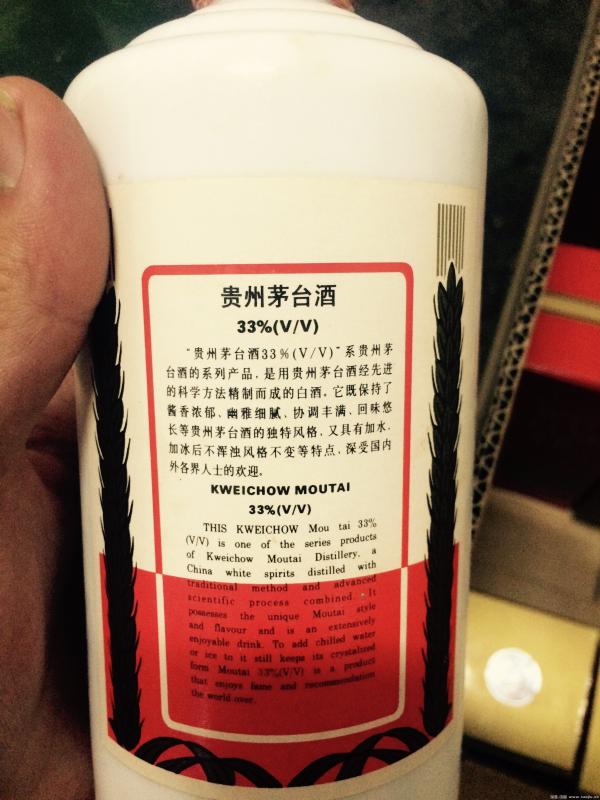 贵州茅台酒
33%(V/V)
“贵州茅台酒33%(V/V)”系贵州茅
台酒的系列产品，是用贵州茅台酒经先进
的科学方法精制而成的白酒。它既保持了
酱香浓郁、幽雅细腻、协调丰满、回味悠
长等贵州茅台酒的独特风格，又具有加水、
加冰后不浑浊风格不变等特点，深受国内
外各界人士的欢迎。
KWEICHOW MOUTAI
33%(V/V)
THIS KWEICHOW Mou tai 33%
(V/V) is one of the series products
of Kweichow Moutai Distillery, a
China white spirits distilled with
traditional method and advanced
scientific process combined. It
possesses the unique Moutai style
and flavour and is an extensively
enjoyable drink. To add chilled water
or ice to it still keeps its crystalized
form Moutai 33%(V/V) is a product
that enjoys fame and recommendation
the world over.